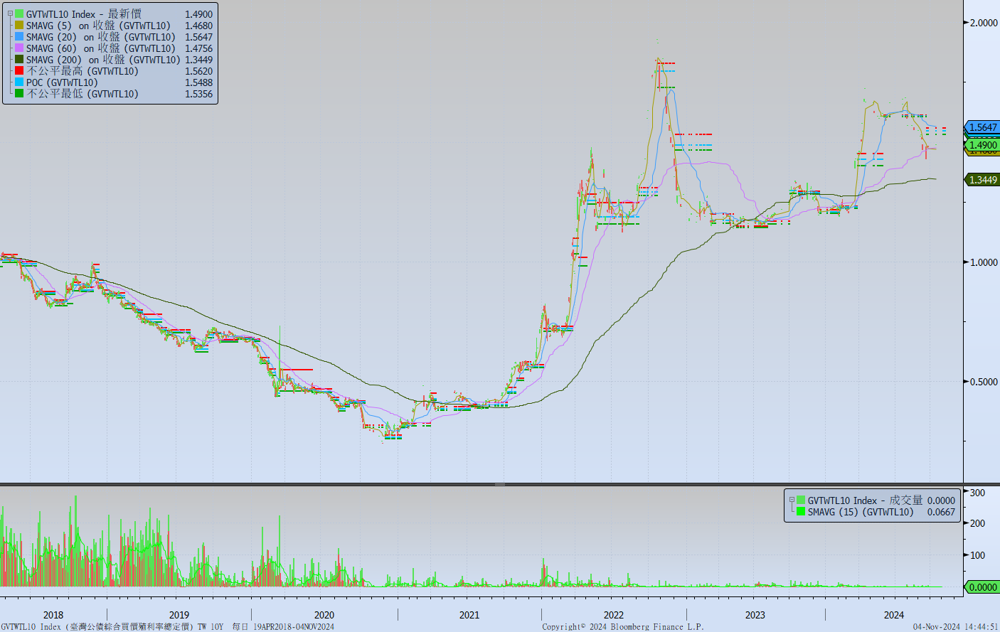 GVTWTL10 Index - 最新價 1.4900
SMAVG (5) on 收盤 (GVTWTL10) 1.4680
SMAVG (20) on 收盤 (GVTWTL10) 1.5647
SMAVG (60) on 收盤 (GVTWTL10) 1.4756
SMAVG (200) on 收盤 (GVTWTL10) 1.3449
不公平最高 (GVTWTL10) 1.5620
POC (GVTWTL10) 1.5488
不公平最低 (GVTWTL10) 1.5356
2.0000
1.5647
1.4900
1.3449
1.0000
0.5000
GVTWTL10 Index - 成交量 0.0000
SMAVG (15) (GVTWTL10) 0.0667
300
200
100
0.0000
2018 2019 2020 2021 2022 2023 2024
GVTWTL10 Index (臺灣公債綜合買價殖利率總定價) TW 10Y 每日 19APR2018-04NOV2024
Copyright© 2024 Bloomberg Finance L.P.
04-Nov-2024 14:44:51